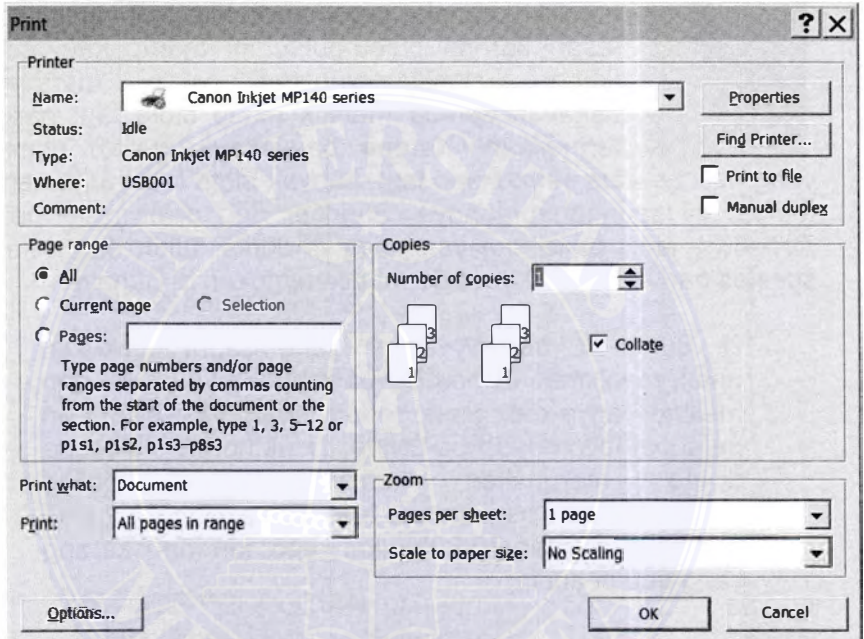 Print
Printer
Name: Canon Inkjet MP140 series Properties
Status: Idle
Find Printer...
Type: Canon Inkjet MP140 series
Where: USB001
Print to file
Comment:
Manual duplex
Page range
All
Current page Selection
Pages:
Type page numbers and/or page
ranges separated by commas counting
from the start of the document or the
section. For example, type 1, 3, 5–12 or
p1s1, p1s2, p1s3–p8s3
Copies
Number of copies: 1
3 3
2 2
1 1
Collate
Print what: Document
Print: All pages in range
Zoom
Pages per sheet: 1 page
Scale to paper size: No Scaling
Options... OK Cancel